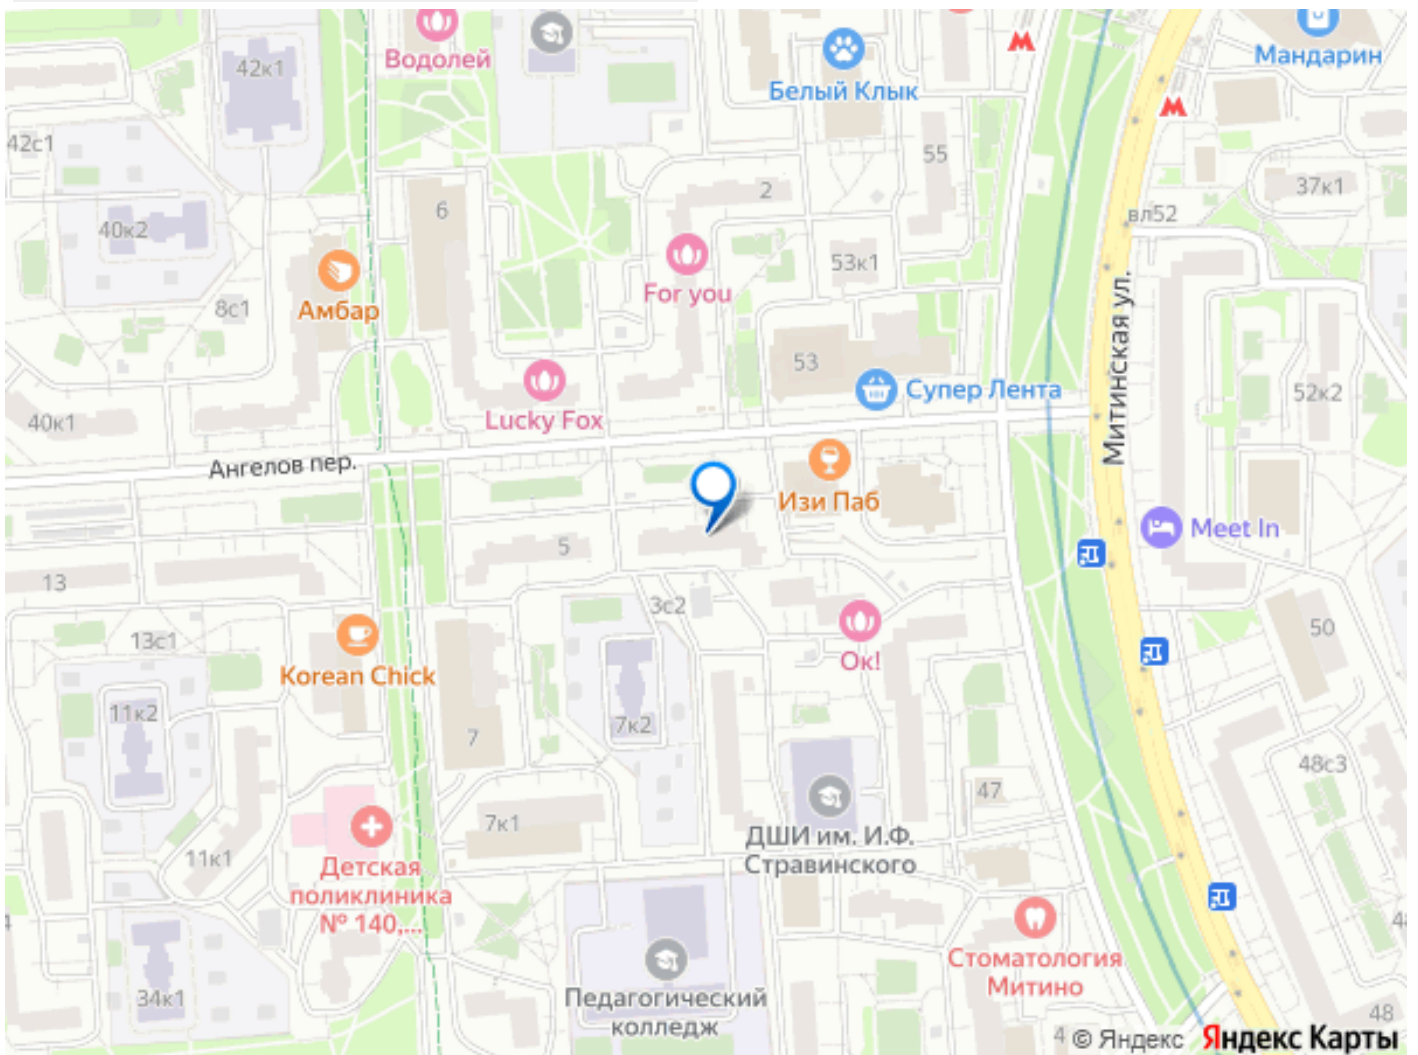 Водолей
42к1
Белый Клык
Мандарин
42с1
55
2
37к1
6
вл52
40к2
53к1
For you
8с1
Амбар
53
Митинская ул.
Супер Лента
52к2
Lucky Fox
40к1
Ангелов пер.
Изи Паб
Meet In
5
13
3с2
50
13с1
Ок!
Korean Chick
11к2
7к2
7
48с3
47
7к1
ДШИ им. И.Ф.
Стравинского
11к1
Детская
поликлиника
№ 140,...
Стоматология
Митино
34к1
Педагогический
колледж
48
4
© Яндекс
Яндекс Карты